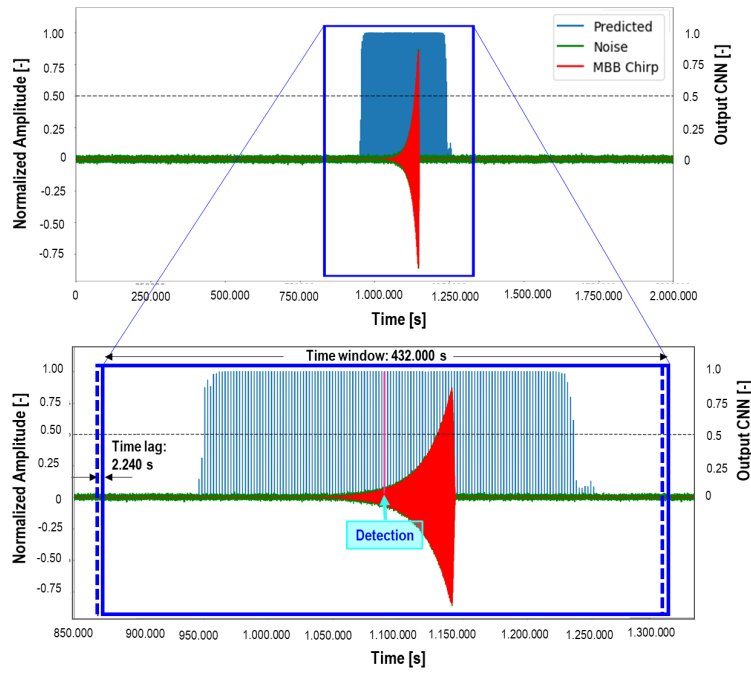 Predicted
Noise
MBB Chirp
Normalized Amplitude [-]
1.00
0.75
0.50
0.25
0
-0.25
-0.50
-0.75
1.0
0.75
0.5
0.25
0
Output CNN [-]
0 250.000 500.000 750.000 1.000.000 1.250.000 1.500.000 1.750.000 2.000.000
Time [s]
Time window: 432.000 s
Normalized Amplitude [-]
1.00
0.75
0.50
0.25
0
-0.25
-0.50
-0.75
Time lag:
2.240 s
Detection
1.0
0.75
0.5
0.25
0
Output CNN [-]
850.000 900.000 950.000 1.000.000 1.050.000 1.100.000 1.150.000 1.200.000 1.250.000 1.300.000
Time [s]